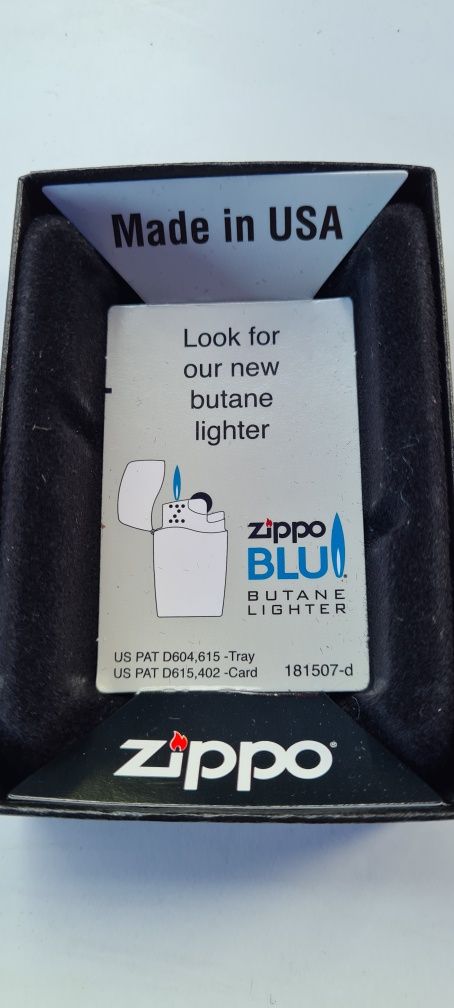 Made in USA
Look for
our new
butane
lighter
zippo
BLU
BUTANE
LIGHTER
US PAT D604,615 -Tray
US PAT D615,402 -Card 181507-d
zippo®